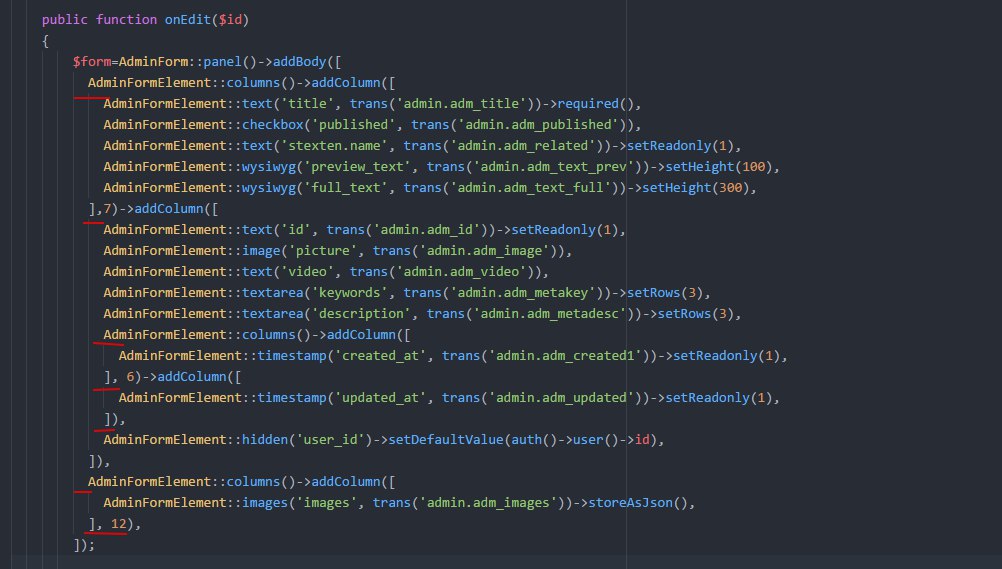 public function onEdit($id)
{
$form=AdminForm::panel()->addBody([
AdminFormElement::columns()->addColumn([
AdminFormElement::text('title', trans('admin.adm_title'))->required(),
AdminFormElement::checkbox('published', trans('admin.adm_published')),
AdminFormElement::text('stexten.name', trans('admin.adm_related'))->setReadonly(1),
AdminFormElement::wysiwyg('preview_text', trans('admin.adm_text_prev'))->setHeight(100),
AdminFormElement::wysiwyg('full_text', trans('admin.adm_text_full'))->setHeight(300),
],7)->addColumn([
AdminFormElement::text('id', trans('admin.adm_id'))->setReadonly(1),
AdminFormElement::image('picture', trans('admin.adm_image')),
AdminFormElement::text('video', trans('admin.adm_video')),
AdminFormElement::textarea('keywords', trans('admin.adm_metakey'))->setRows(3),
AdminFormElement::textarea('description', trans('admin.adm_metadesc'))->setRows(3),
AdminFormElement::columns()->addColumn([
AdminFormElement::timestamp('created_at', trans('admin.adm_created1'))->setReadonly(1),
], 6)->addColumn([
AdminFormElement::timestamp('updated_at', trans('admin.adm_updated'))->setReadonly(1),
]),
AdminFormElement::hidden('user_id')->setDefaultValue(auth()->user()->id),
]),
AdminFormElement::columns()->addColumn([
AdminFormElement::images('images', trans('admin.adm_images'))->storeAsJson(),
], 12),
]);